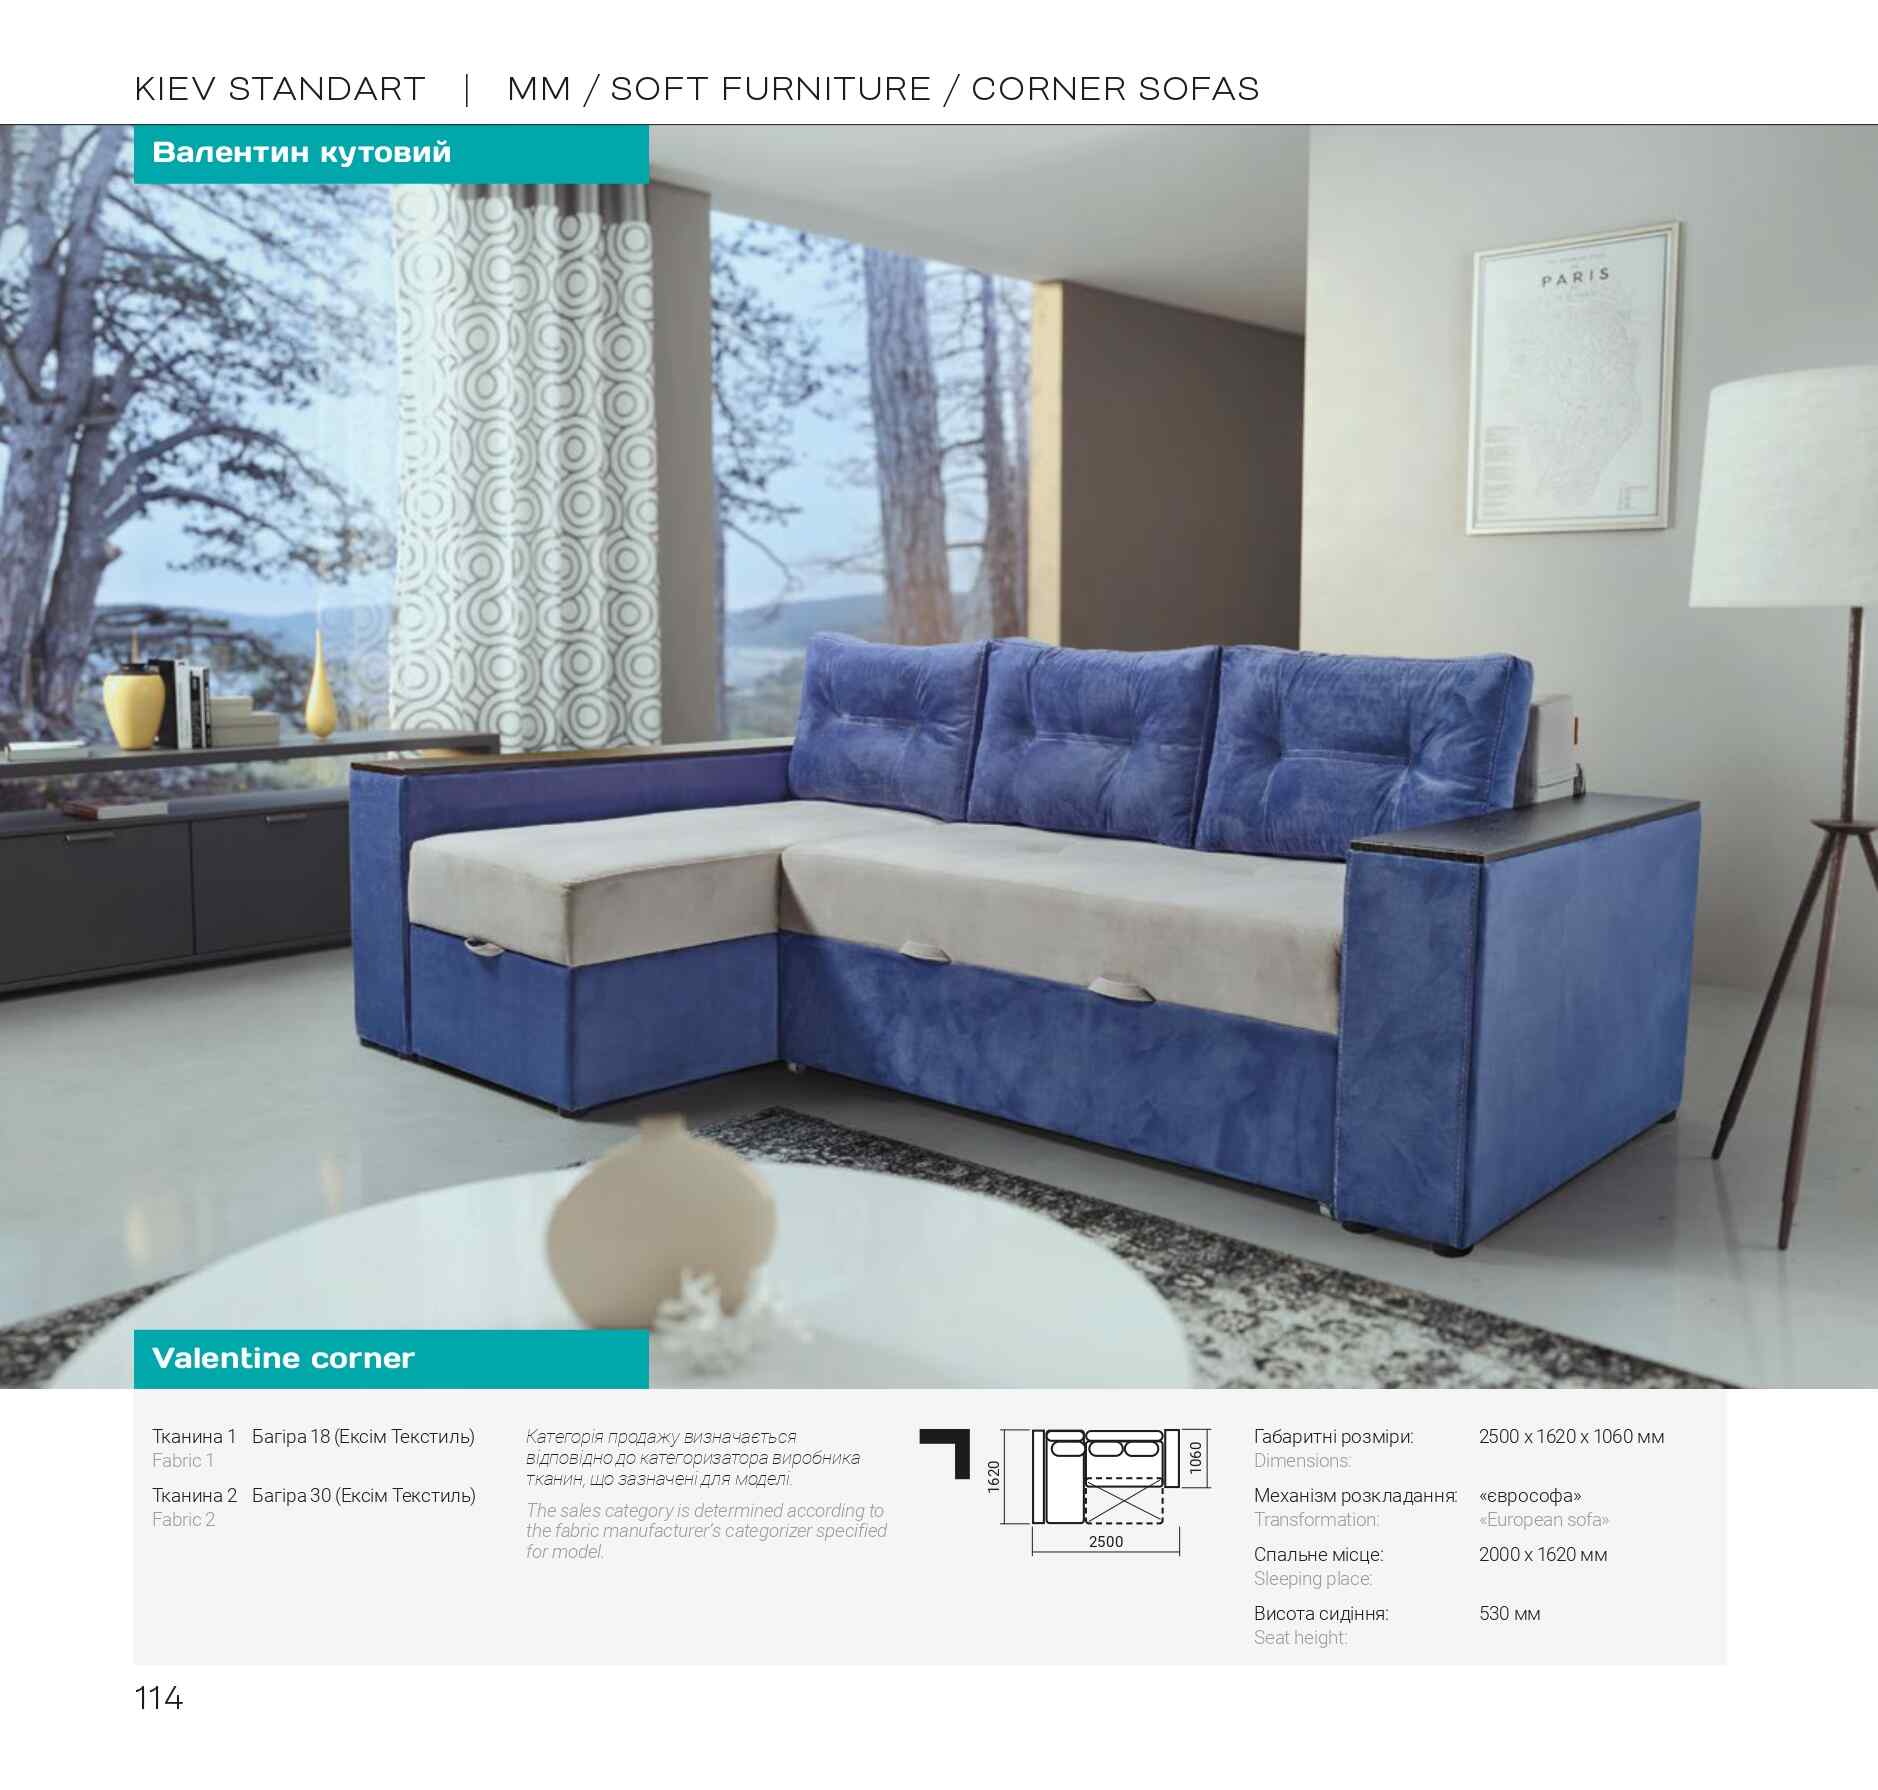 KIEV STANDART | MM / SOFT FURNITURE / CORNER SOFAS
Валентин кутовий
PARIS
Valentine corner
Тканина 1 Багіра 18 (Ексім Текстиль)
Fabric 1
Тканина 2 Багіра 30 (Ексім Текстиль)
Fabric 2
Категорія продажу визначається
відповідно до категоризатора виробника
тканин, що зазначені для моделі.
The sales category is determined according to
the fabric manufacturer's categorizer specified
for model.
1620
1060
2500
Габаритні розміри: 2500 х 1620 х 1060 мм
Dimensions:
Механізм розкладання: «єврософа»
Transformation: «European sofa»
Спальне місце: 2000 х 1620 мм
Sleeping place:
Висота сидіння: 530 мм
Seat height:
114